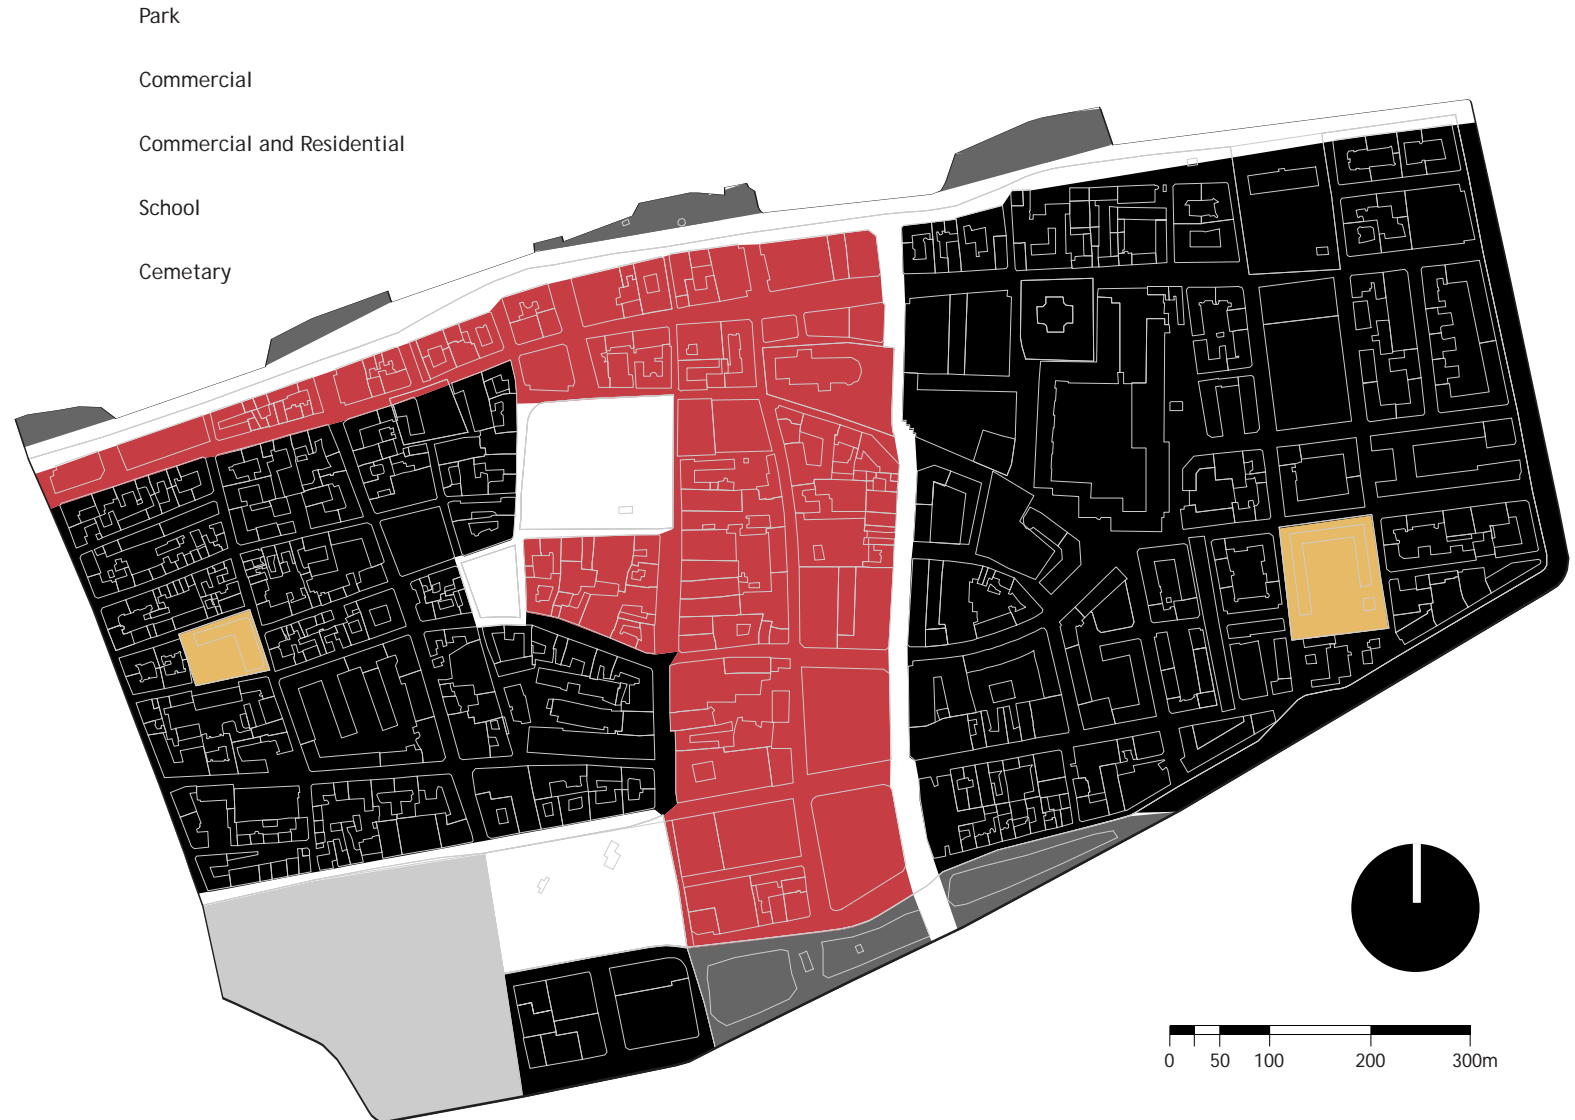 Park
Commercial
Commercial and Residential
School
Cemetary
0 50 100 200 300m